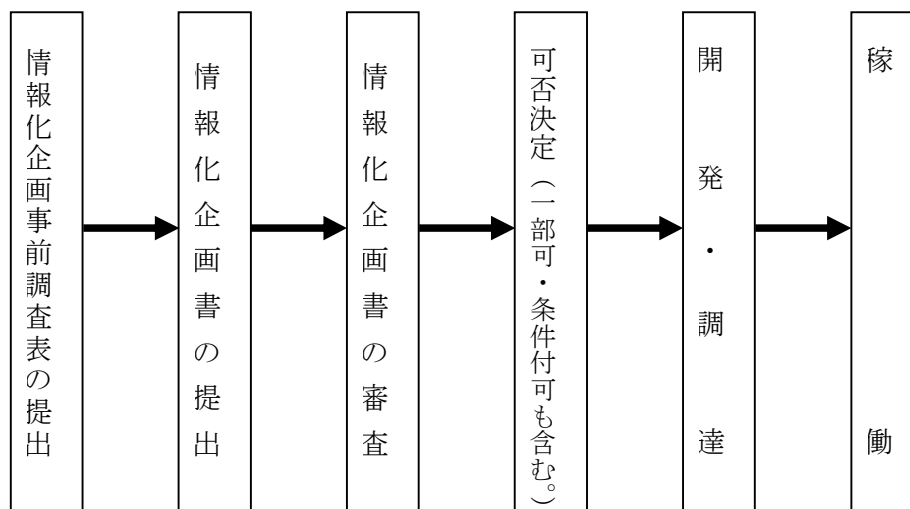 情報化企画事前調査表の提出
情報化企画書の提出
情報化企画書の審査
可否決定（一部可・条件付可も含む。）
開発・調達
稼働